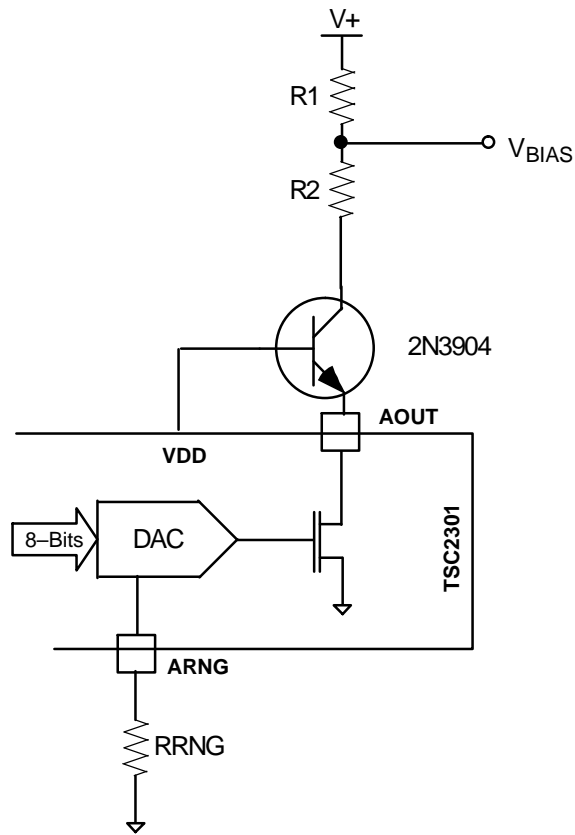 V+
R1
VBIAS
R2
2N3904
AOUT
VDD
8–Bits
DAC
TSC2301
ARNG
RRNG